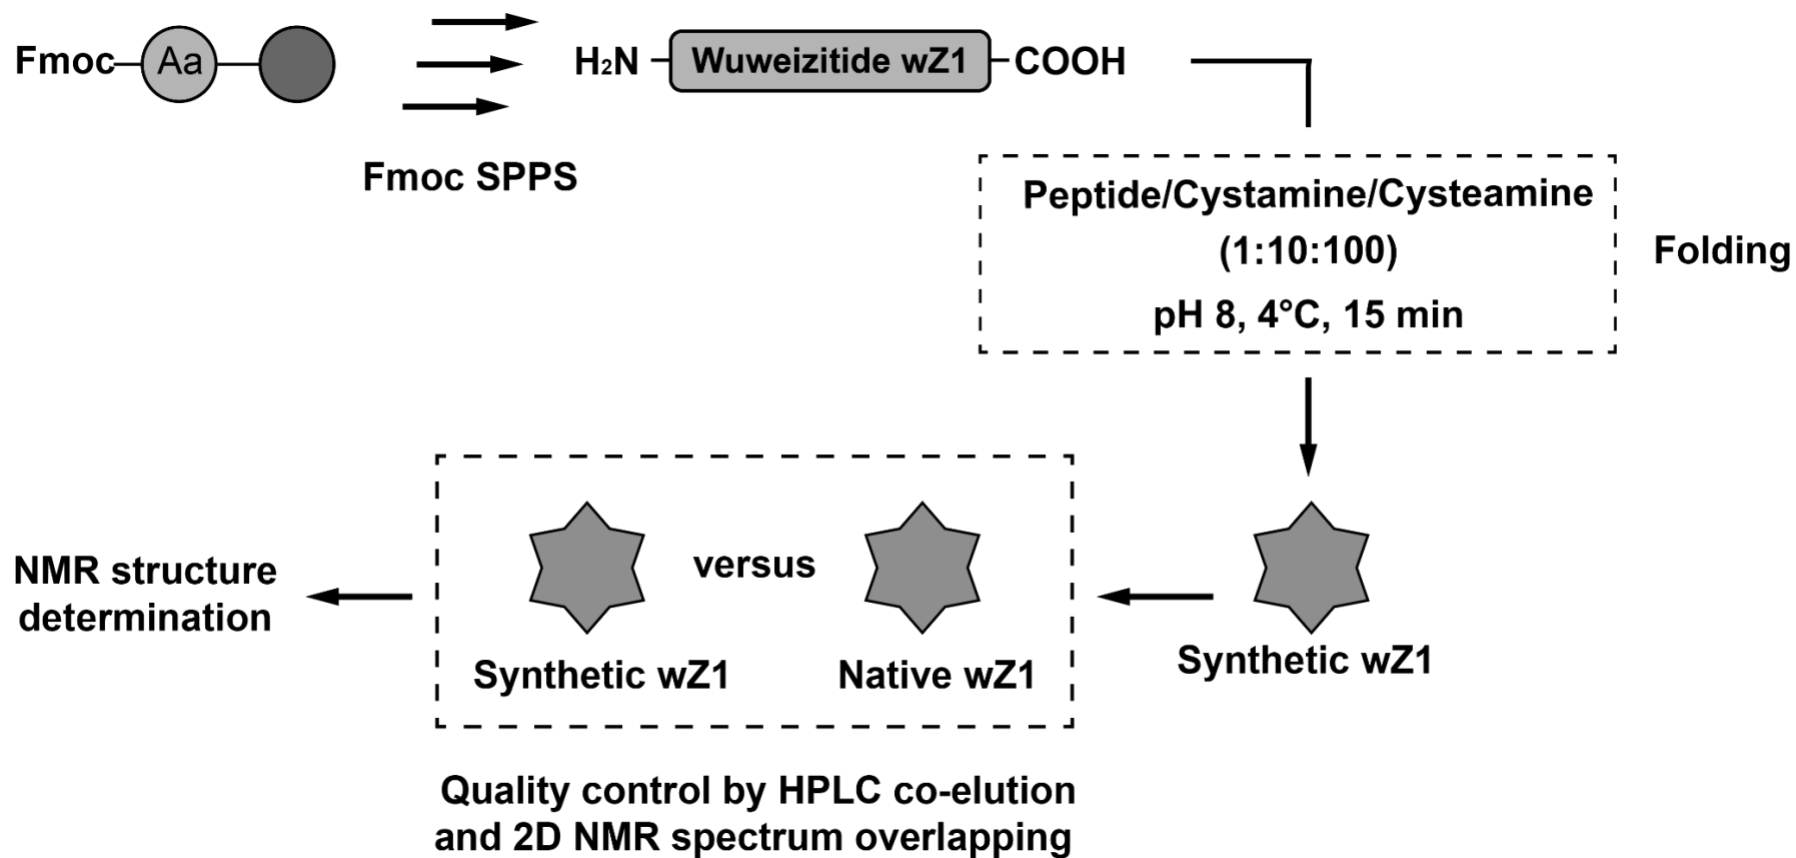 Fmoc
Aa
Fmoc SPPS
H₂N
Wuweizitide wZ1
COOH
Peptide/Cystamine/Cysteamine
(1:10:100)
pH 8, 4°C, 15 min
Folding
Synthetic wZ1
Synthetic wZ1
versus
Native wZ1
Quality control by HPLC co-elution
and 2D NMR spectrum overlapping
NMR structure
determination